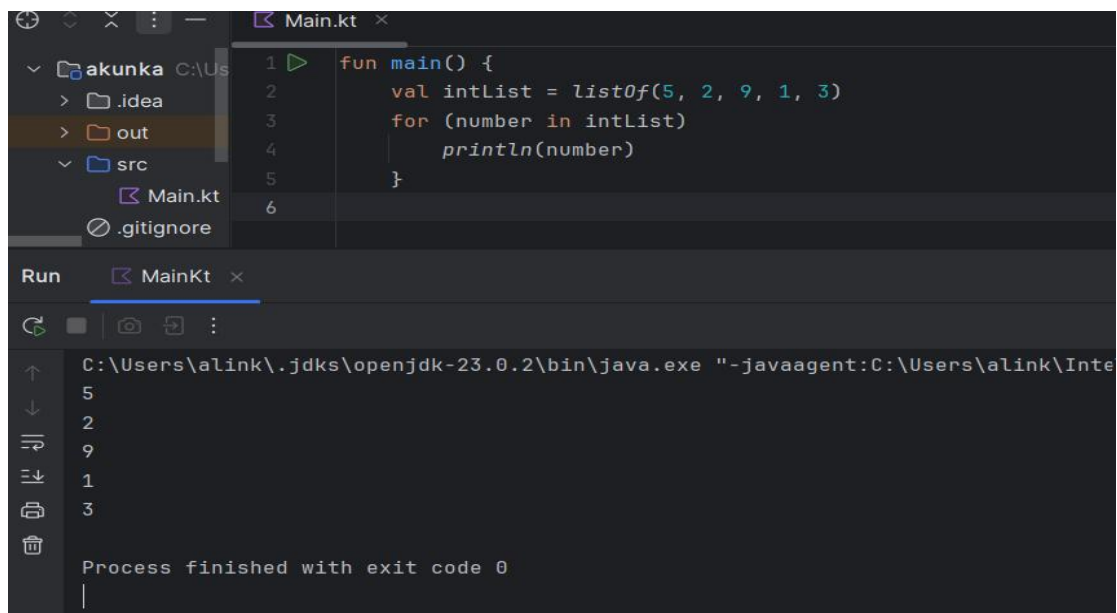 Main.kt ×
akunka C:\Us
.idea
out
src
Main.kt
.gitignore
1 fun main() {
2 val intList = listOf(5, 2, 9, 1, 3)
3 for (number in intList)
4 println(number)
5 }
6
Run MainKt ×
C:\Users\alink\.jdks\openjdk-23.0.2\bin\java.exe "-javaagent:C:\Users\alink\Inte
5
2
9
1
3
Process finished with exit code 0